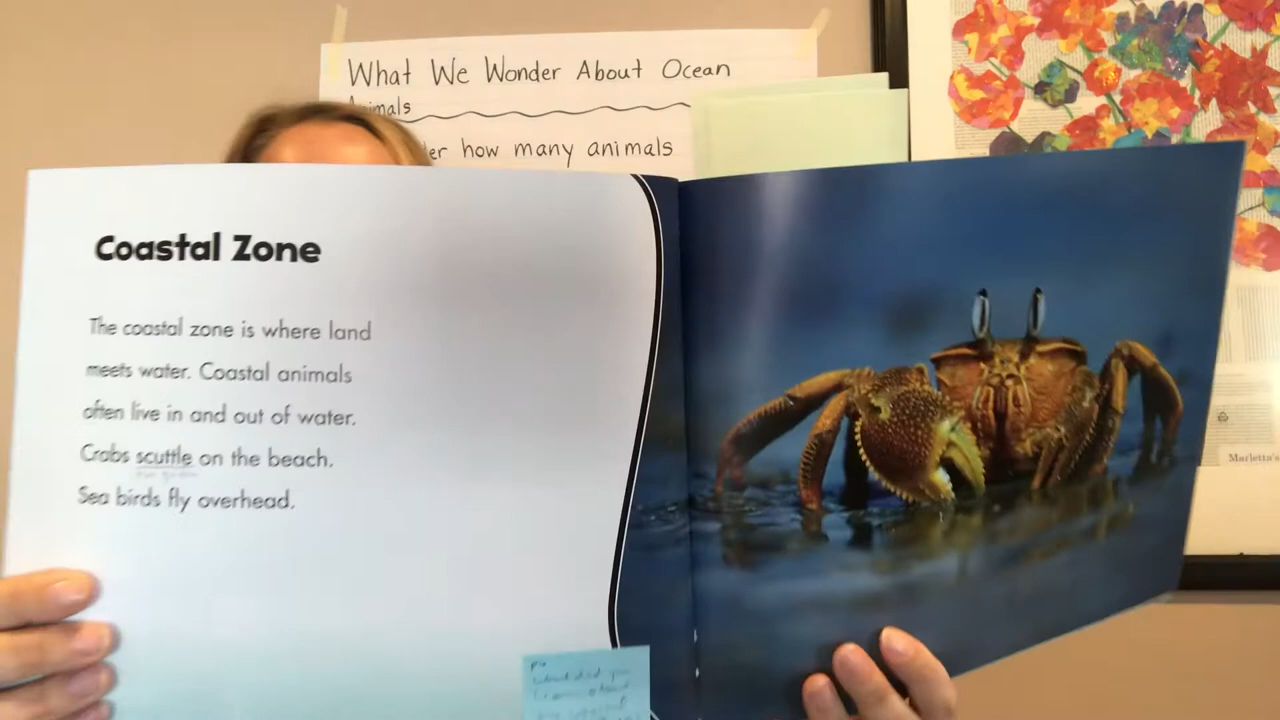 What We Wonder About Ocean
Animals
how many animals
Coastal Zone
The coastal zone is where land
meets water. Coastal animals
often live in and out of water.
Crabs scuttle on the beach.
Sea birds fly overhead.
Marletta's